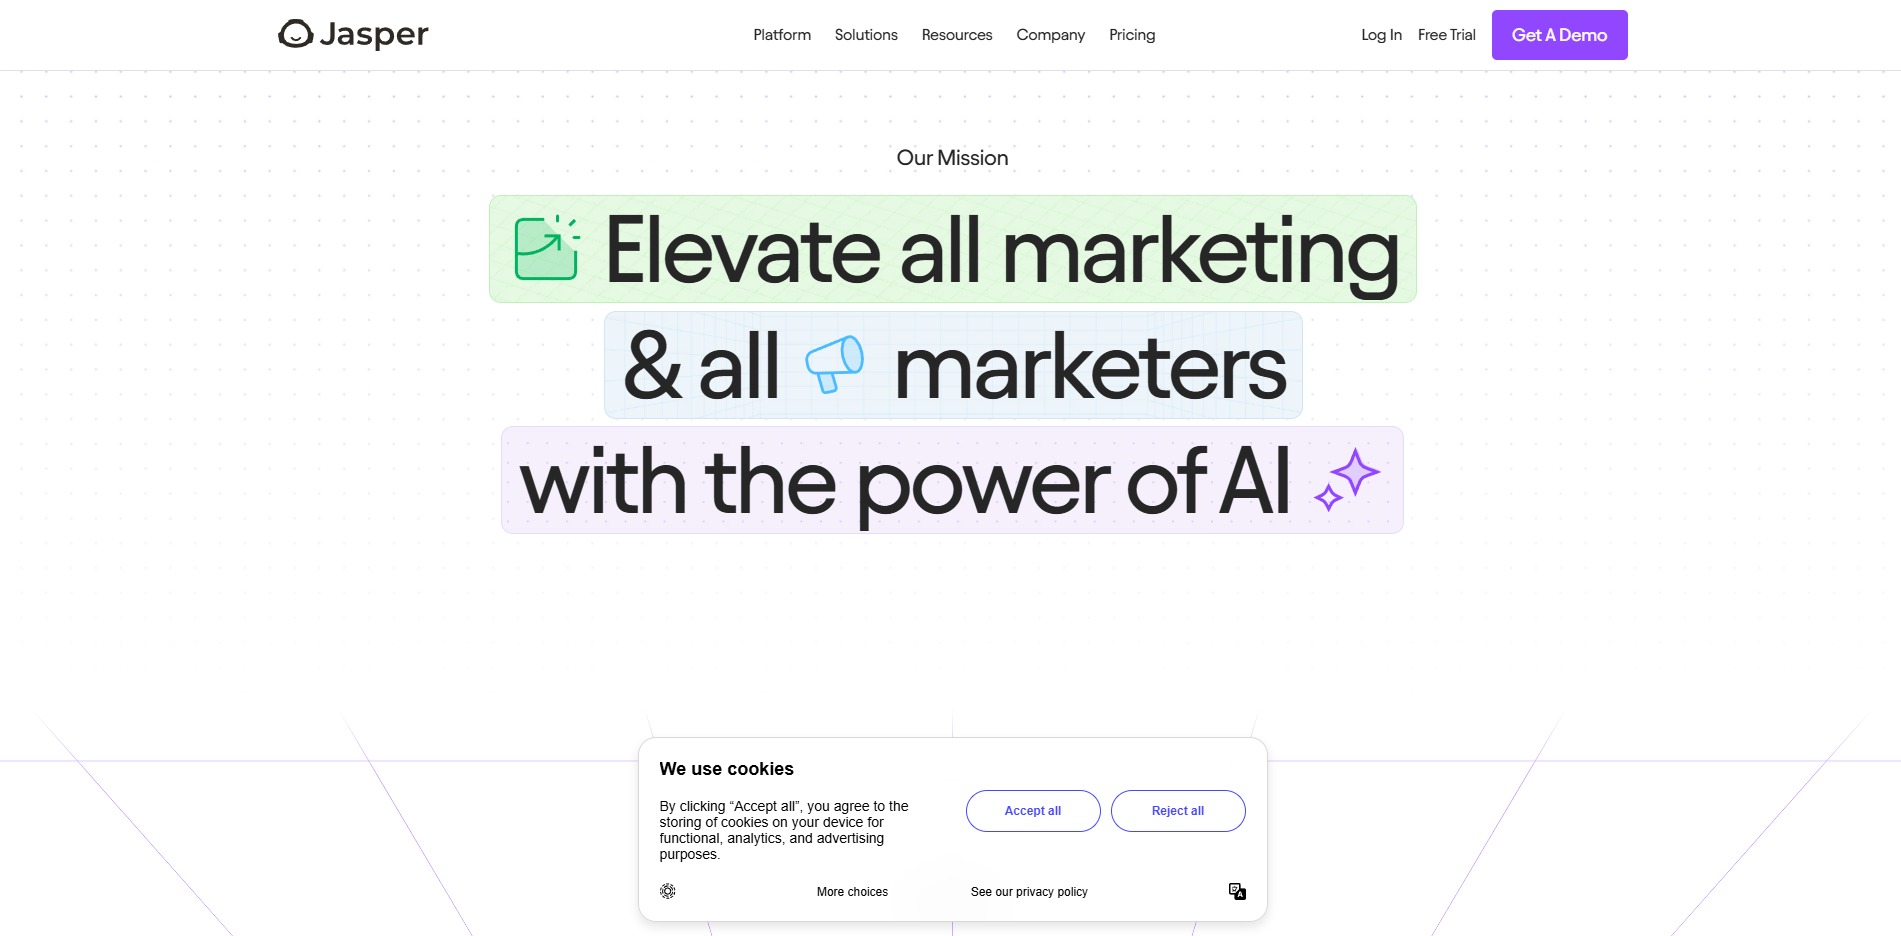 Jasper
Platform Solutions Resources Company Pricing
Log In Free Trial Get A Demo
Our Mission
Elevate all marketing
& all marketers
with the power of AI
We use cookies
By clicking “Accept all”, you agree to the
storing of cookies on your device for
functional, analytics, and advertising
purposes.
Accept all Reject all
More choices See our privacy policy